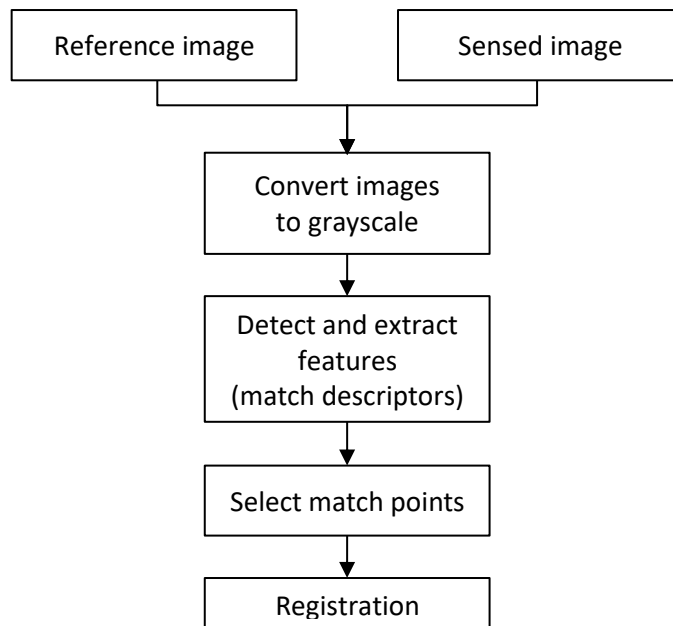 Reference image
Sensed image
Convert images
to grayscale
Detect and extract
features
(match descriptors)
Select match points
Registration